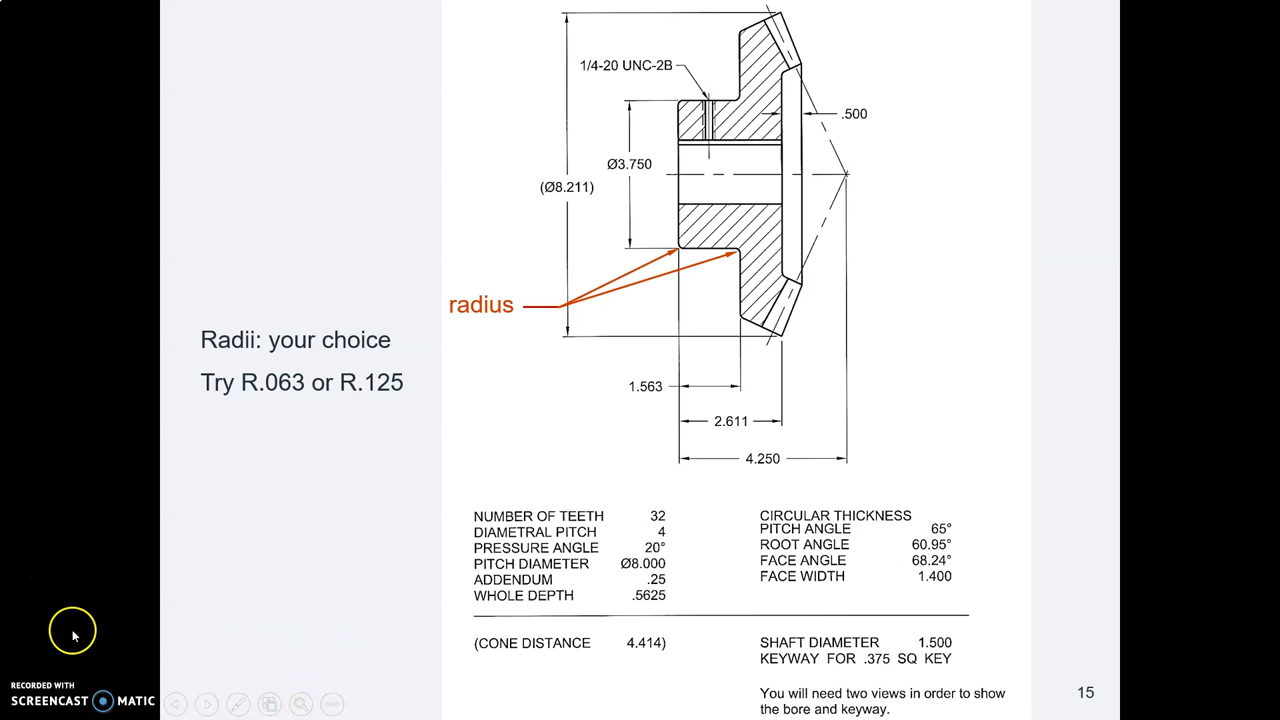 1/4-20 UNC-2B
.500
Ø3.750
(Ø8.211)
radius
Radii: your choice
Try R.063 or R.125
1.563
2.611
4.250
NUMBER OF TEETH 32
DIAMETRAL PITCH 4
PRESSURE ANGLE 20°
PITCH DIAMETER Ø8.000
ADDENDUM .25
WHOLE DEPTH .5625
CIRCULAR THICKNESS
PITCH ANGLE 65°
ROOT ANGLE 60.95°
FACE ANGLE 68.24°
FACE WIDTH 1.400
(CONE DISTANCE 4.414)
SHAFT DIAMETER 1.500
KEYWAY FOR .375 SQ KEY
You will need two views in order to show
the bore and keyway.
15
RECORDED WITH
SCREENCAST MATIC